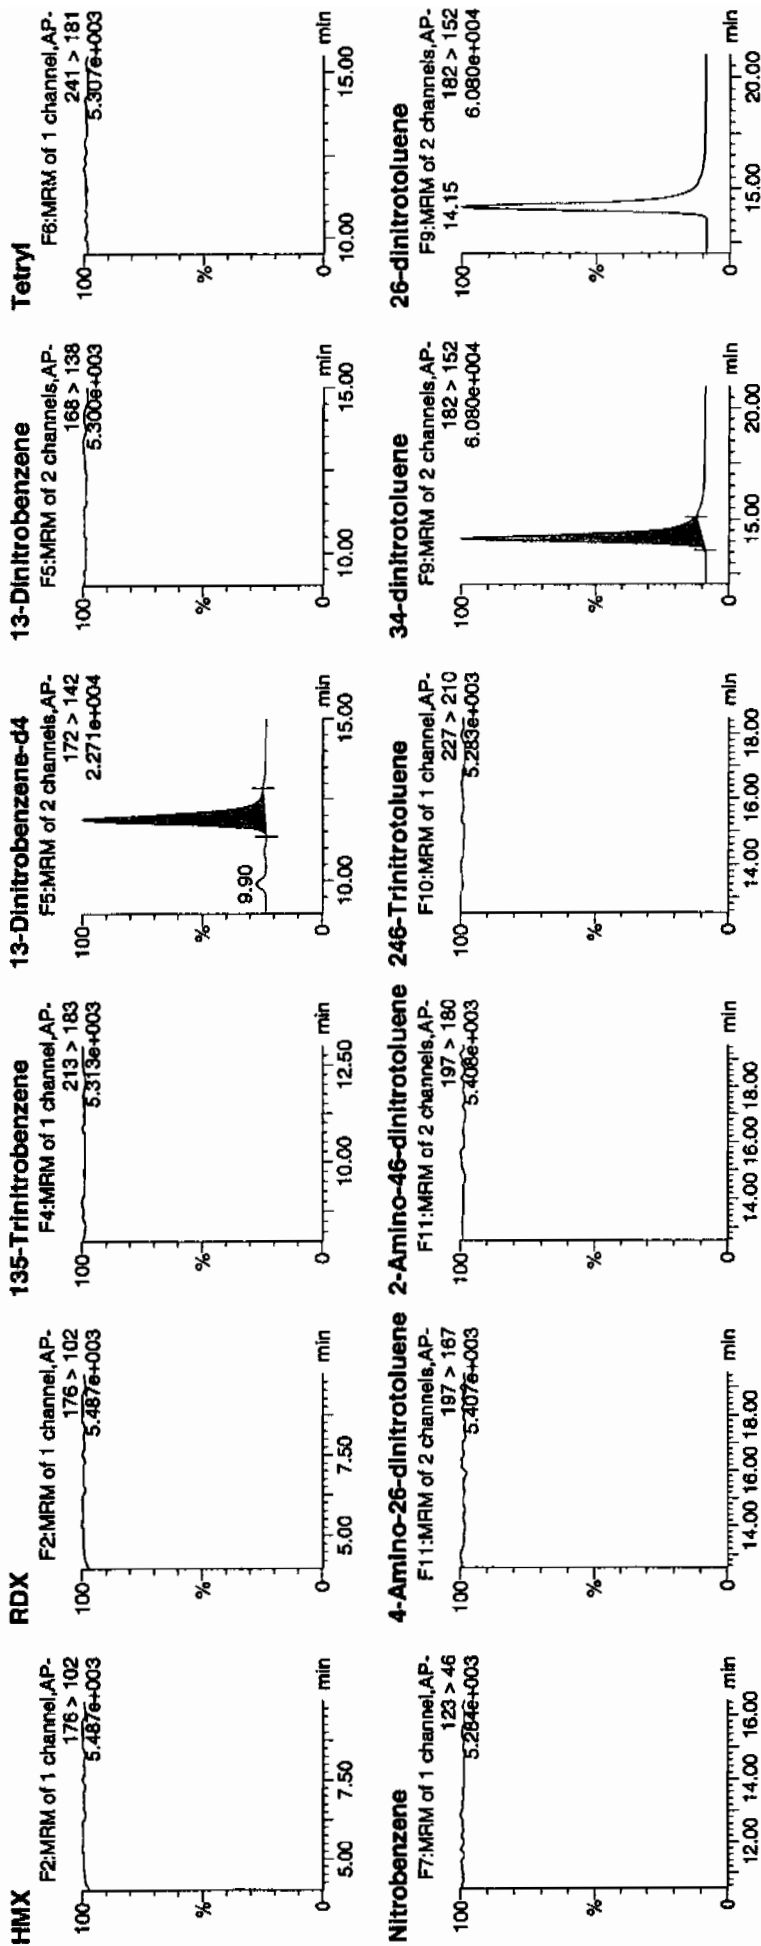 HMX
F2:MRM of 1 channel,AP-
176 > 102
5.487e+003
100
%
0
5.00
7.50
min
RDX
F2:MRM of 1 channel,AP-
176 > 102
5.487e+003
100
%
0
5.00
7.50
min
135-Trinitrobenzene
F4:MRM of 1 channel,AP-
213 > 183
5.313e+003
100
%
0
10.00
12.50
min
13-Dinitrobenzene-d4
F5:MRM of 2 channels,AP-
172 > 142
2.271e+004
100
9.90
%
0
10.00
15.00
min
13-Dinitrobenzene
F5:MRM of 2 channels,AP-
168 > 138
5.300e+003
100
%
0
10.00
15.00
min
Tetryl
F6:MRM of 1 channel,AP-
241 > 181
5.307e+003
100
%
0
10.00
15.00
min
Nitrobenzene
F7:MRM of 1 channel,AP-
123 > 46
5.264e+003
100
%
0
12.00
14.00
16.00
min
4-Amino-26-dinitrotoluene
F11:MRM of 2 channels,AP-
197 > 167
5.407e+003
100
%
0
14.00
16.00
18.00
min
2-Amino-46-dinitrotoluene
F11:MRM of 2 channels,AP-
197 > 180
5.408e+003
100
%
0
14.00
16.00
18.00
min
246-Trinitrotoluene
F10:MRM of 1 channel,AP-
227 > 210
5.283e+003
100
%
0
14.00
16.00
18.00
min
34-dinitrotoluene
F9:MRM of 2 channels,AP-
182 > 152
6.080e+004
100
%
0
15.00
20.00
min
26-dinitrotoluene
F9:MRM of 2 channels,AP-
182 > 152
14.15
6.080e+004
100
%
0
15.00
20.00
min